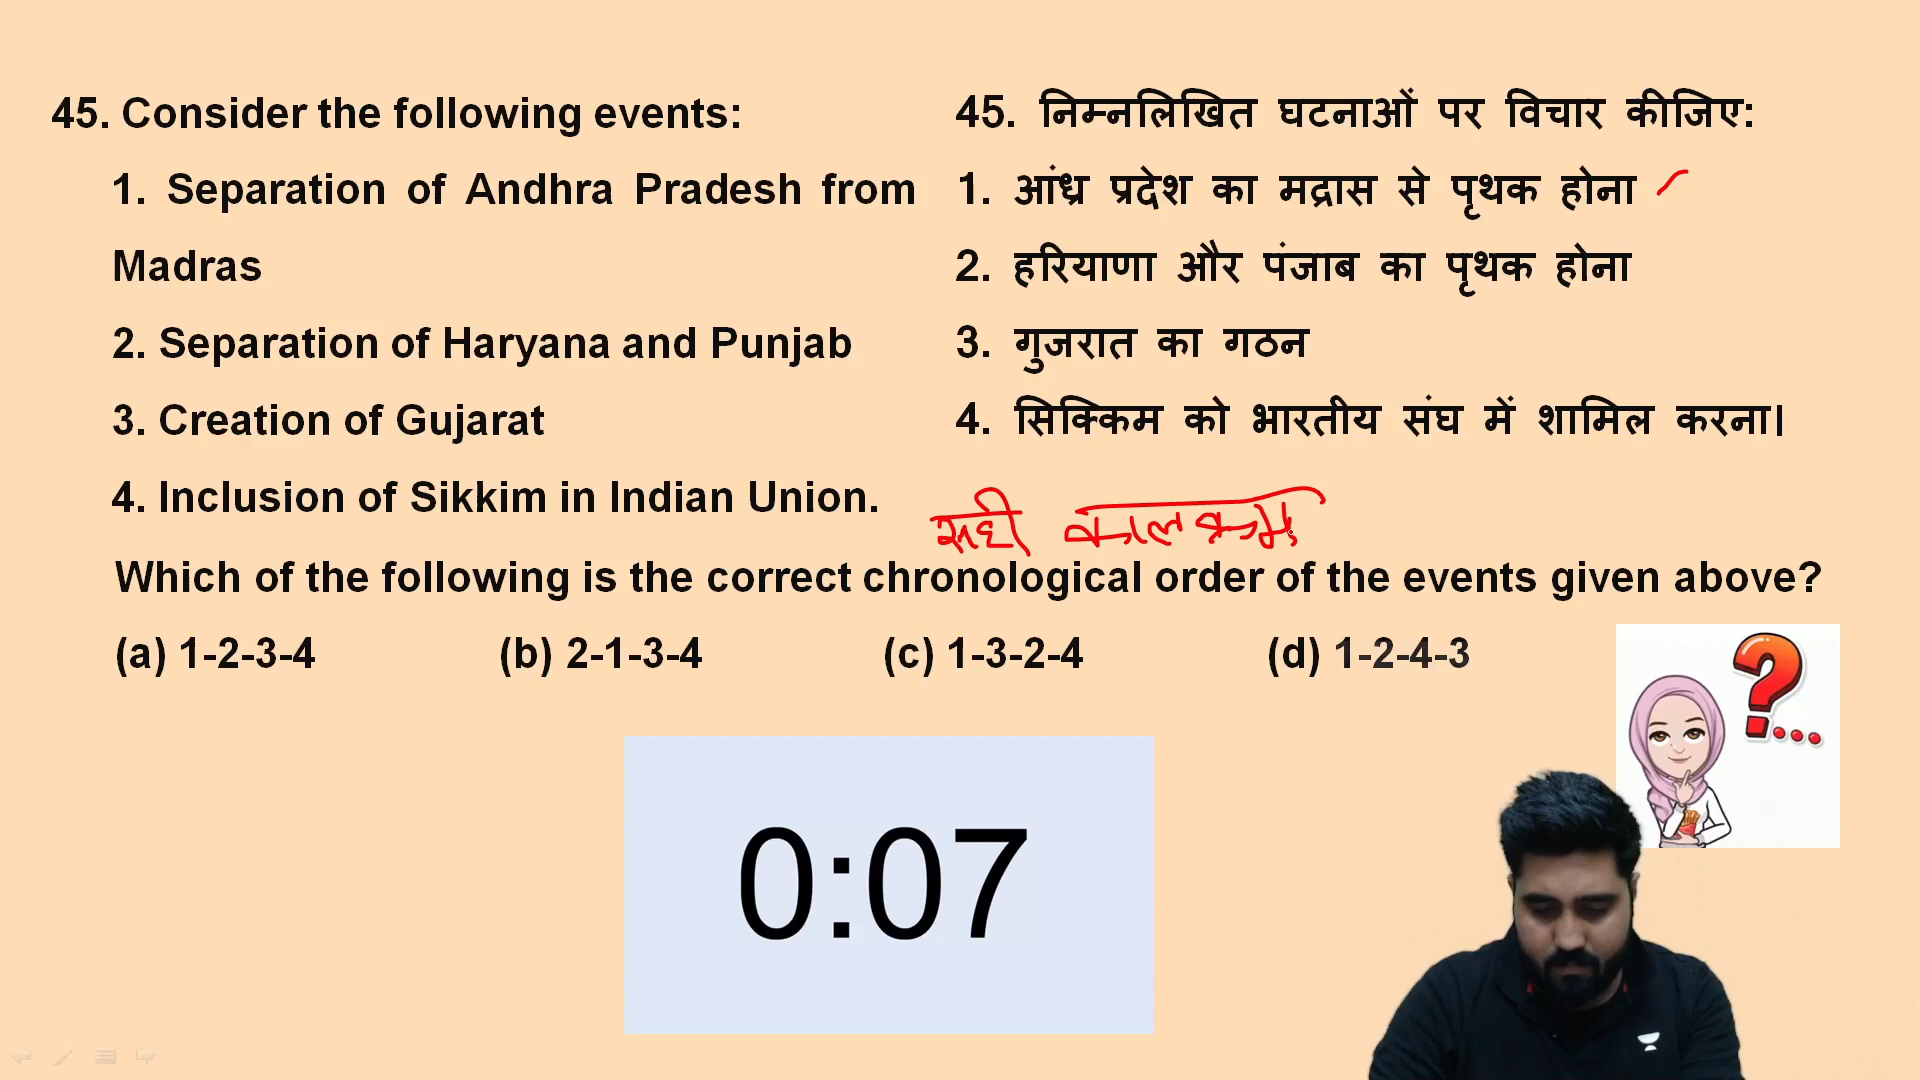 45. Consider the following events:
1. Separation of Andhra Pradesh from
Madras
2. Separation of Haryana and Punjab
3. Creation of Gujarat
4. Inclusion of Sikkim in Indian Union.
45. निम्नलिखित घटनाओं पर विचार कीजिए:
1. आंध्र प्रदेश का मद्रास से पृथक होना
2. हरियाणा और पंजाब का पृथक होना
3. गुजरात का गठन
4. सिक्किम को भारतीय संघ में शामिल करना।
सही कालक्रम
Which of the following is the correct chronological order of the events given above?
(a) 1-2-3-4 (b) 2-1-3-4 (c) 1-3-2-4 (d) 1-2-4-3
0:07